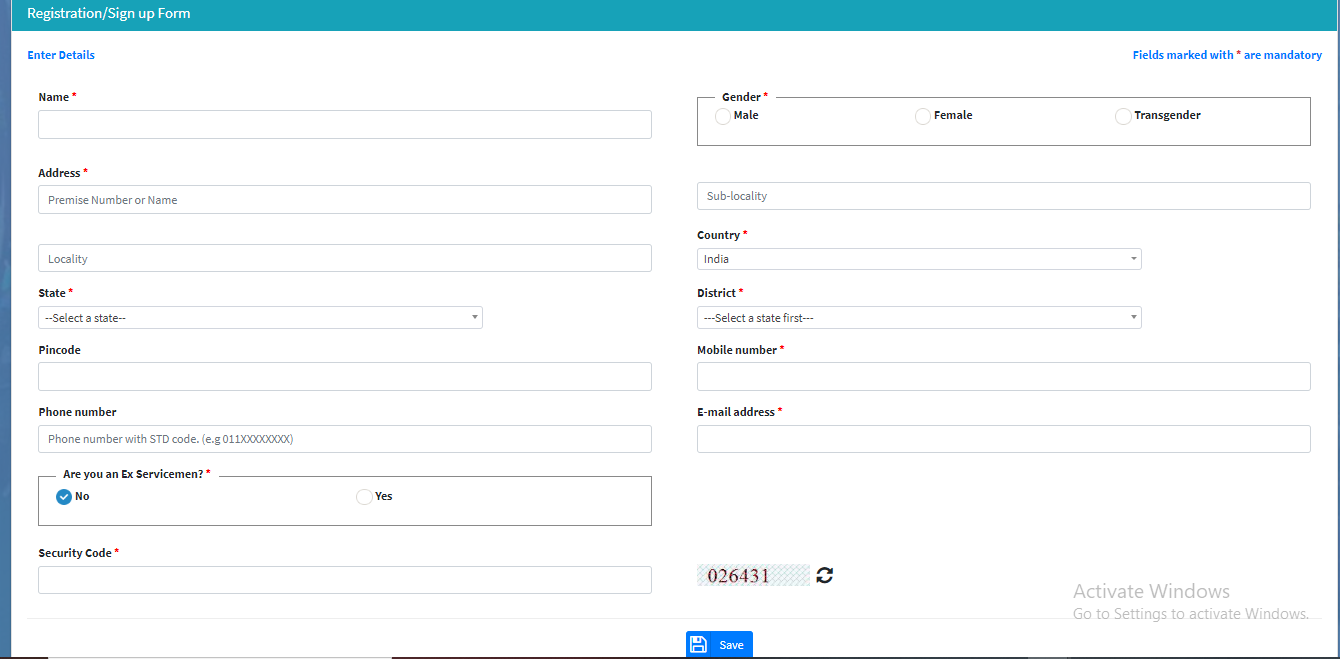 Registration/Sign up Form
Enter Details
Fields marked with * are mandatory
Name *
Gender *
Male
Female
Transgender
Address *
Premise Number or Name
Sub-locality
Locality
Country *
India
State *
--Select a state--
District *
---Select a state first---
Pincode
Mobile number *
Phone number
Phone number with STD code. (e.g 011XXXXXXXX)
E-mail address *
Are you an Ex Servicemen? *
No
Yes
Security Code *
026431
Activate Windows
Go to Settings to activate Windows.
Save